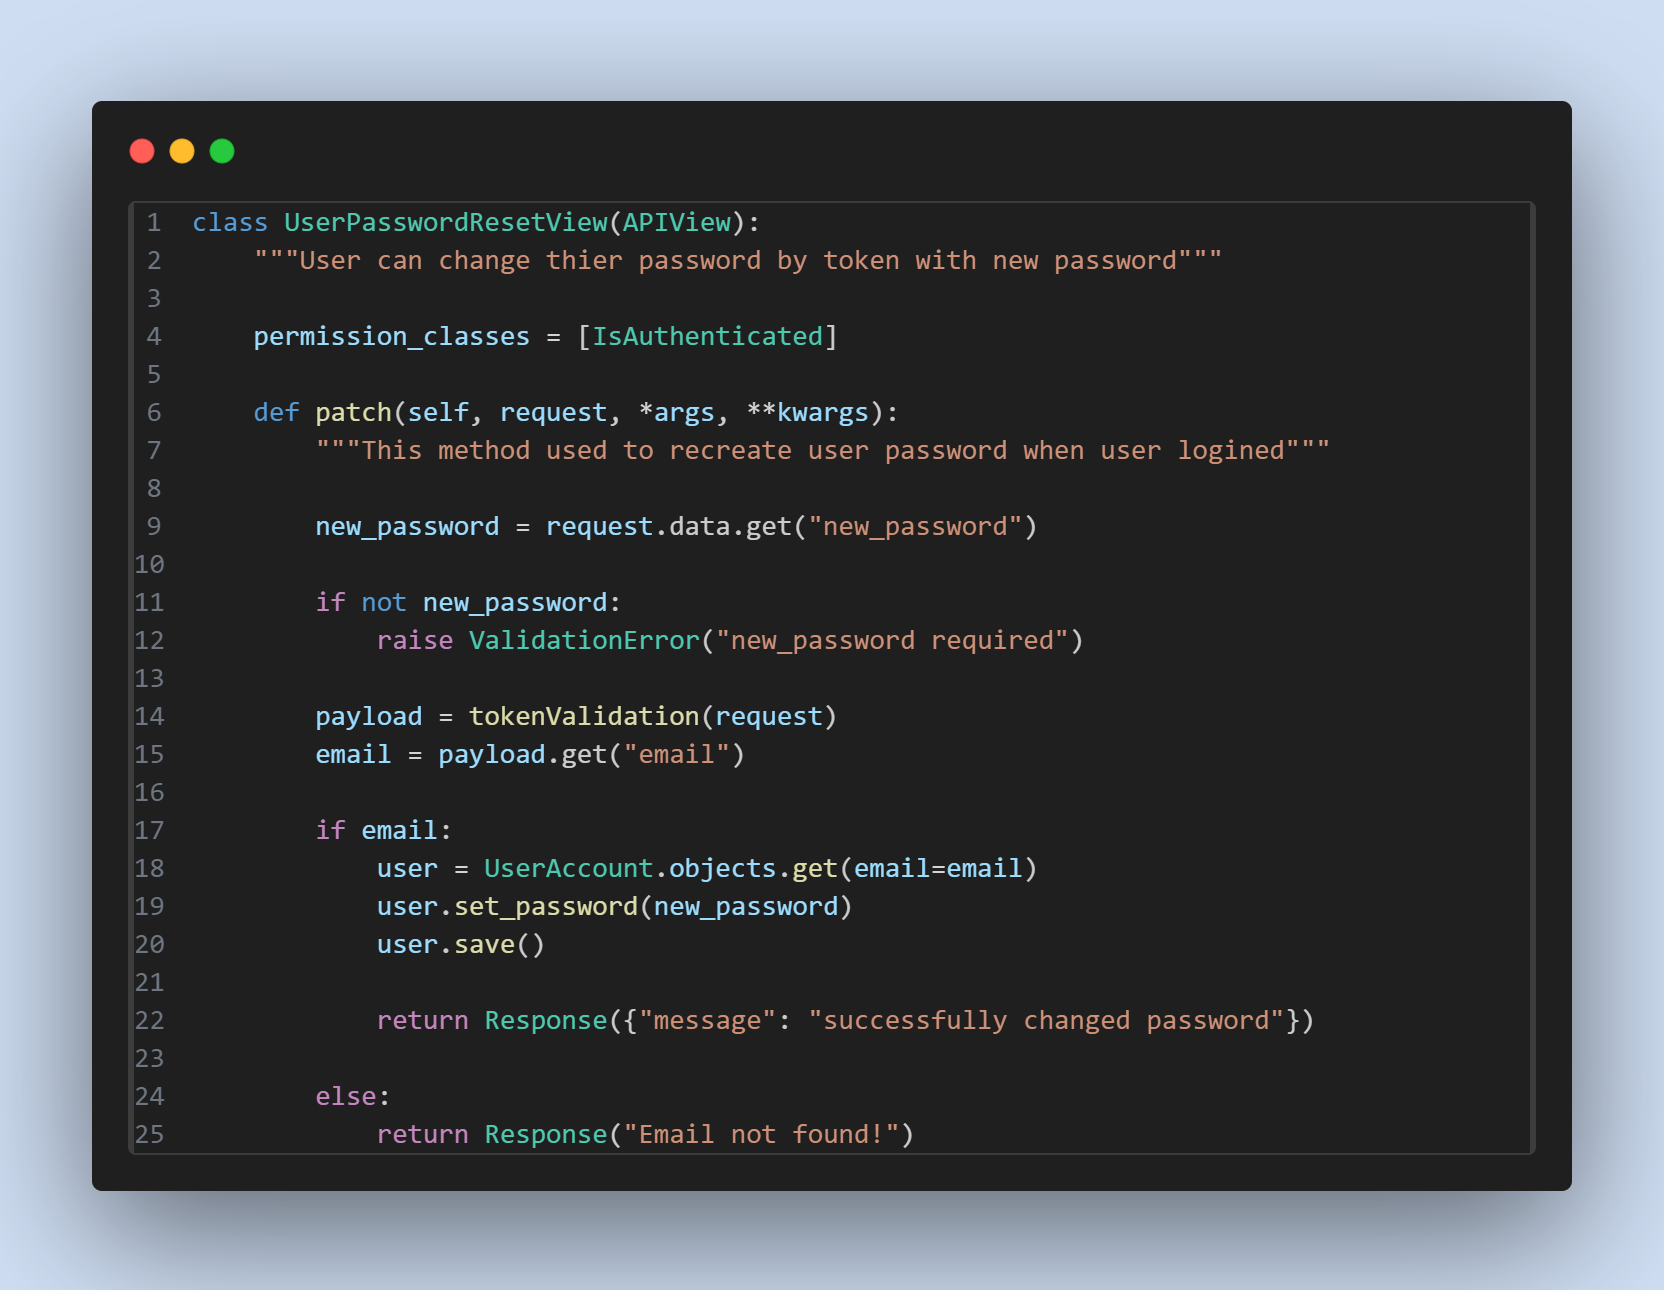 1 class UserPasswordResetView(APIView):
2     """User can change thier password by token with new password"""
3
4     permission_classes = [IsAuthenticated]
5
6     def patch(self, request, *args, **kwargs):
7         """This method used to recreate user password when user logined"""
8
9         new_password = request.data.get("new_password")
10
11         if not new_password:
12             raise ValidationError("new_password required")
13
14         payload = tokenValidation(request)
15         email = payload.get("email")
16
17         if email:
18             user = UserAccount.objects.get(email=email)
19             user.set_password(new_password)
20             user.save()
21
22             return Response({"message": "successfully changed password"})
23
24         else:
25             return Response("Email not found!")